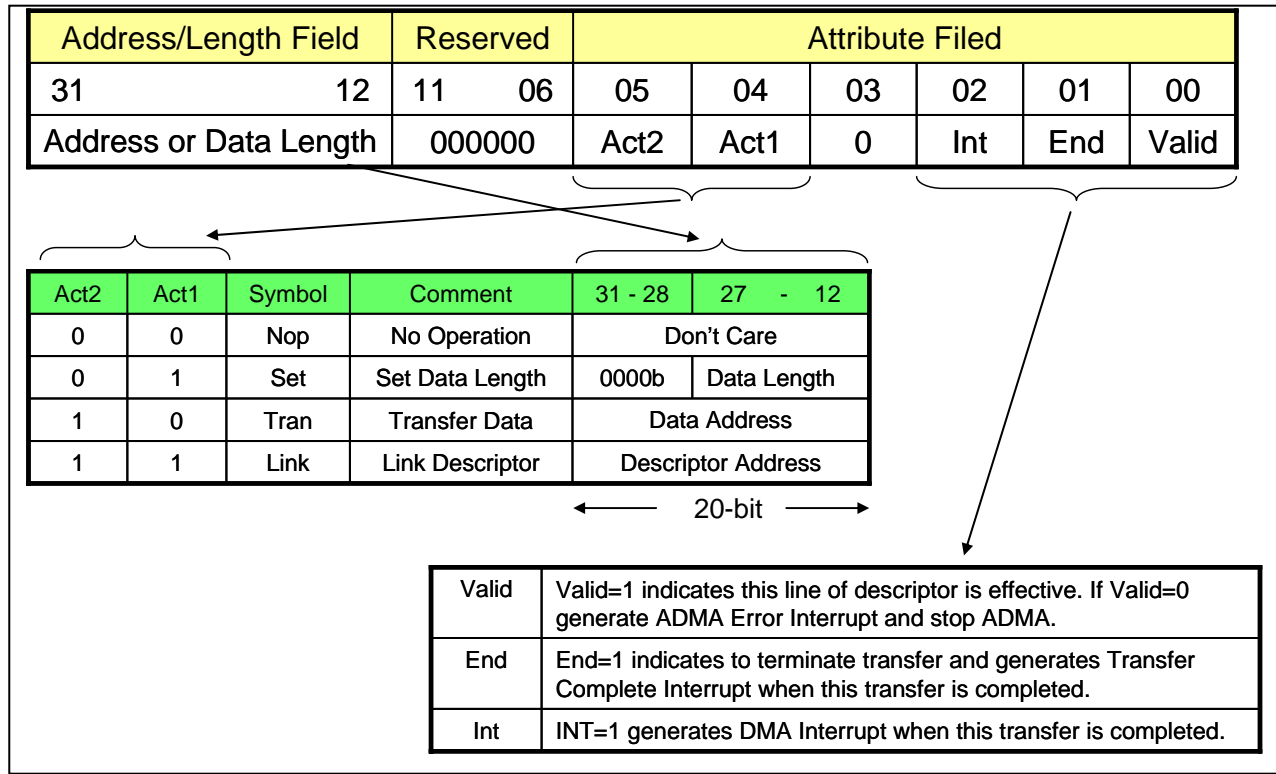 Address/Length Field Reserved Attribute Filed
31 12 11 06 05 04 03 02 01 00
Address or Data Length 000000 Act2 Act1 0 Int End Valid
Act2 Act1 Symbol Comment 31 - 28 27 - 12
0 0 Nop No Operation Don't Care
0 1 Set Set Data Length 0000b Data Length
1 0 Tran Transfer Data Data Address
1 1 Link Link Descriptor Descriptor Address
20-bit
Valid Valid=1 indicates this line of descriptor is effective. If Valid=0
generate ADMA Error Interrupt and stop ADMA.
End End=1 indicates to terminate transfer and generates Transfer
Complete Interrupt when this transfer is completed.
Int INT=1 generates DMA Interrupt when this transfer is completed.